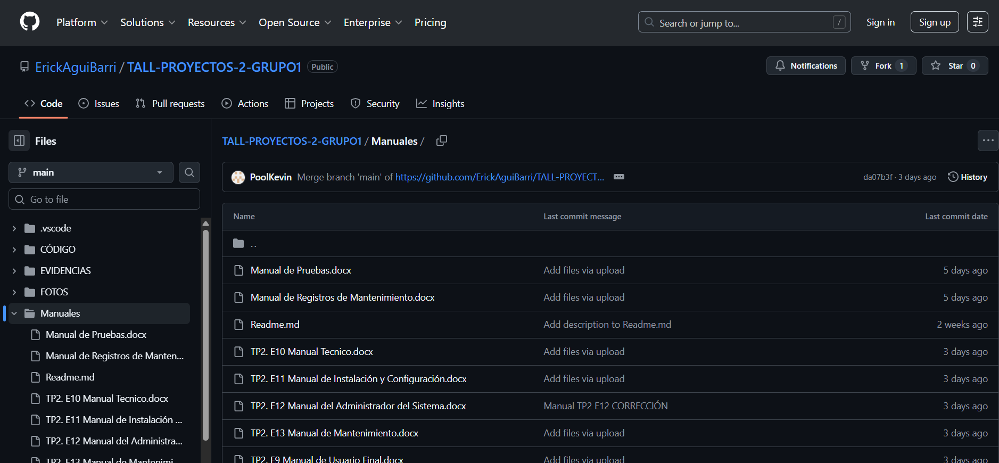 Platform Solutions Resources Open Source Enterprise Pricing Search or jump to... / Sign in Sign up
ErickAguiBarri / TALL-PROYECTOS-2-GRUPO1 Public Notifications Fork 1 Star 0
Code Issues Pull requests Actions Projects Security Insights
Files
main
Go to file
.vscode
CÓDIGO
EVIDENCIAS
FOTOS
Manuales
Manual de Pruebas.docx
Manual de Registros de Manten...
Readme.md
TP2. E10 Manual Tecnico.docx
TP2. E11 Manual de Instalación ...
TP2. E12 Manual del Administra...
TP2. E13 Manual de Mantenimi...
TALL-PROYECTOS-2-GRUPO1 / Manuales /
PoolKevin Merge branch 'main' of https://github.com/ErickAguiBarri/TALL-PROYECT... da07b3f · 3 days ago History
Name Last commit message Last commit date
..
Manual de Pruebas.docx Add files via upload 5 days ago
Manual de Registros de Mantenimiento.docx Add files via upload 5 days ago
Readme.md Add description to Readme.md 2 weeks ago
TP2. E10 Manual Tecnico.docx Add files via upload 3 days ago
TP2. E11 Manual de Instalación y Configuración.docx Add files via upload 3 days ago
TP2. E12 Manual del Administrador del Sistema.docx Manual TP2 E12 CORRECCIÓN 3 days ago
TP2. E13 Manual de Mantenimiento.docx Add files via upload 3 days ago
TP2. E9 Manual de Usuario Final.docx Add files via upload 3 days ago